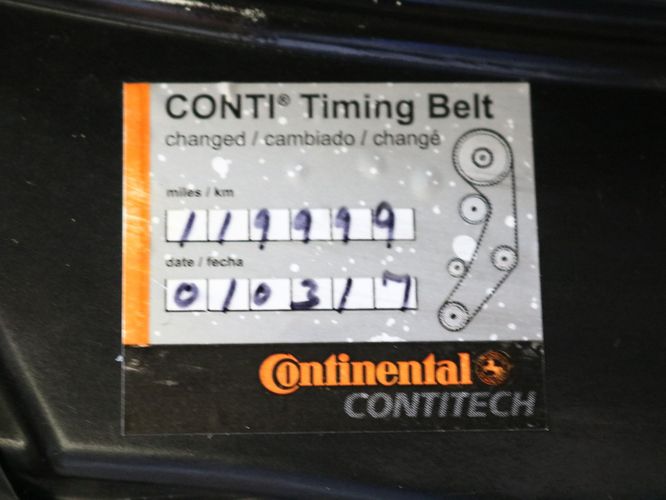 CONTI® Timing Belt
changed / cambiado / changé
miles / km
119999
date / fecha
010317
Continental
CONTITECH